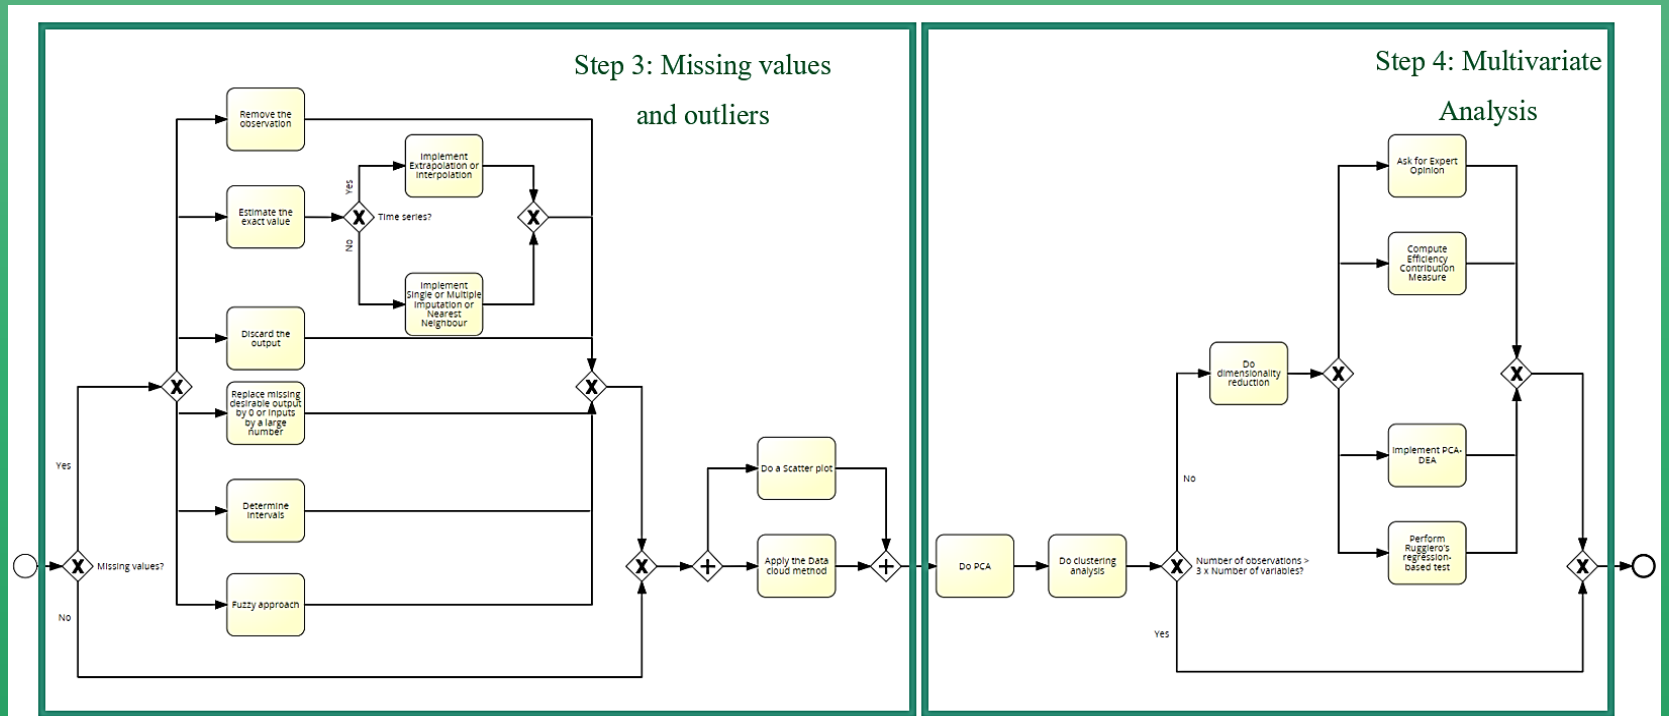 Step 3: Missing values
and outliers
Remove the
observation
Implement
Extrapolation or
Interpolation
Yes
Estimate the
exact value
Time series?
No
Implement
Single or Multiple
Imputation or
Nearest
Neighbour
Discard the
output
Replace missing
desirable output
by 0 or inputs
by a large
number
Yes
Determine
intervals
Missing values?
No
Fuzzy approach
Do a Scatter plot
Apply the Data
cloud method
Step 4: Multivariate
Analysis
Ask for Expert
Opinion
Compute
Efficiency
Contribution
Measure
Do
dimensionality
reduction
Implement PCA-
DEA
No
Perform
Ruggiero's
regression-
based test
Do PCA
Do clustering
analysis
Number of observations >
3 x Number of variables?
Yes